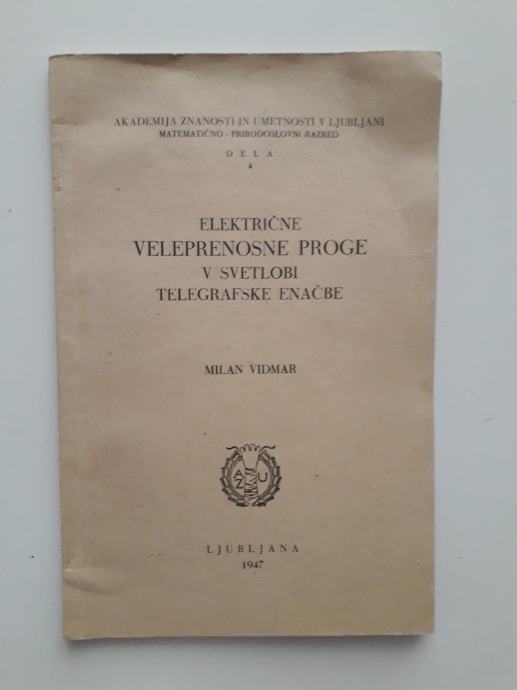 AKADEMIJA ZNANOSTI IN UMETNOSTI V LJUBLJANI
MATEMATIČNO - PRIRODOSLOVNI RAZRED
DELA
4
ELEKTRIČNE
VELEPRENOSNE PROGE
V SVETLOBI
TELEGRAFSKE ENAČBE
MILAN VIDMAR
A U
Z
LJUBLJANA
1947